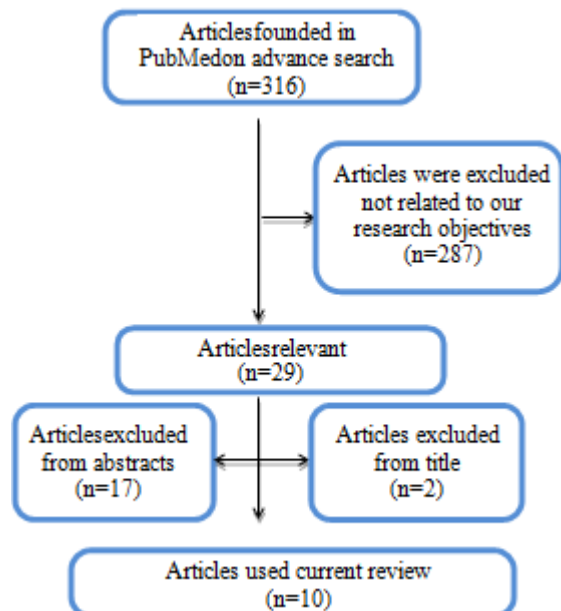 Articlesfounded in
PubMedon advance search
(n=316)
Articles were excluded
not related to our
research objectives
(n=287)
Articlesrelevant
(n=29)
Articlesexcluded
from abstracts
(n=17)
Articles excluded
from title
(n=2)
Articles used current review
(n=10)